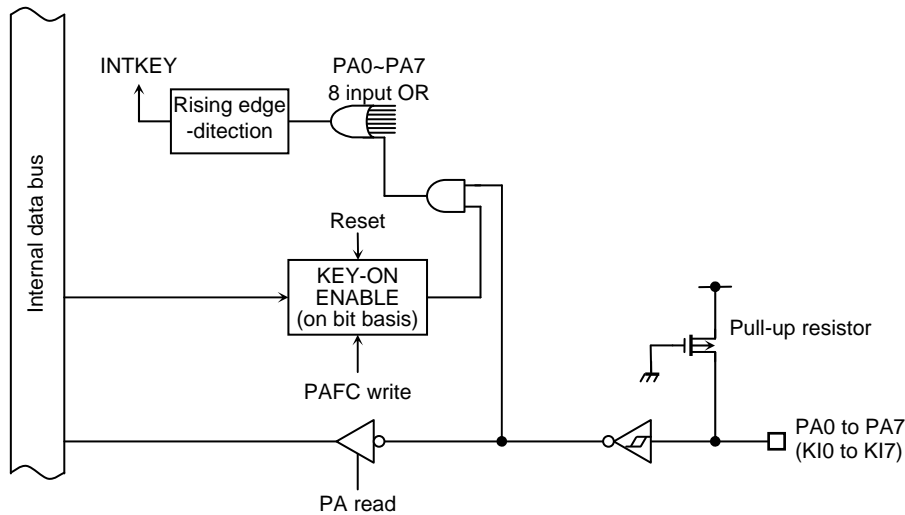 INTKEY
PA0~PA7
8 input OR
Rising edge
-ditection
Internal data bus
Reset
KEY-ON
ENABLE
(on bit basis)
Pull-up resistor
PAFC write
PA0 to PA7
(KI0 to KI7)
PA read